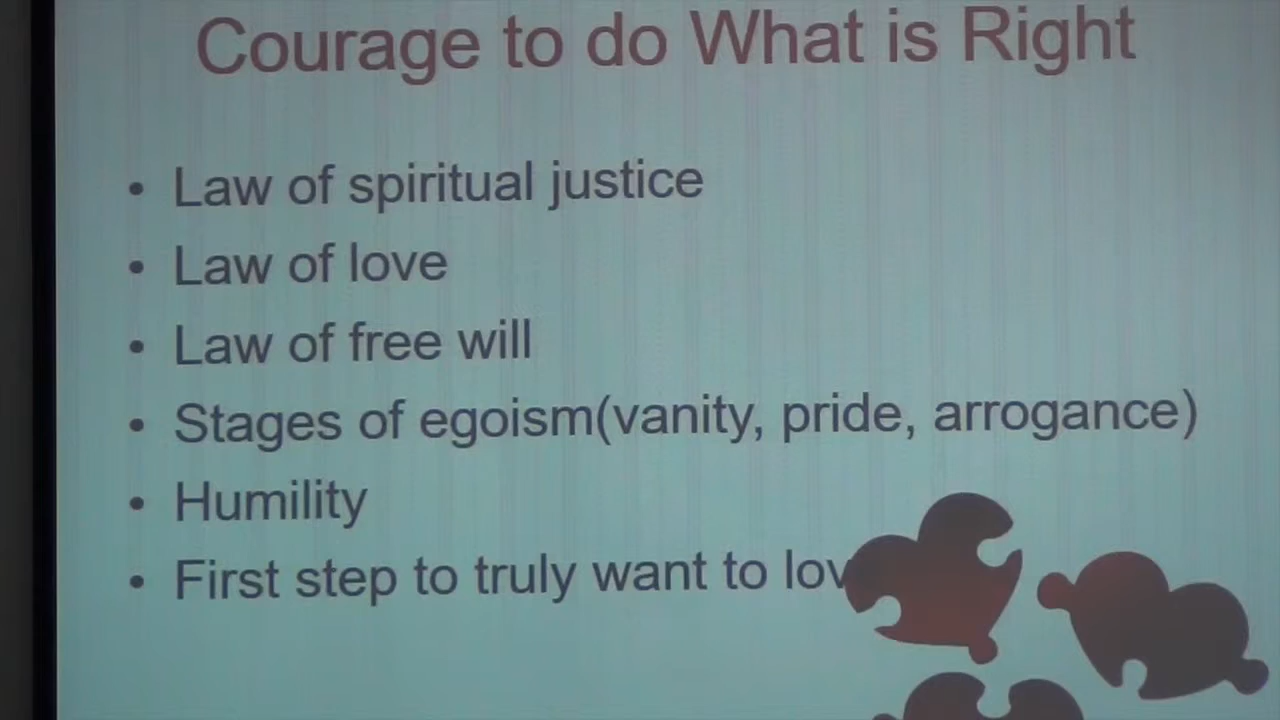 Courage to do What is Right
• Law of spiritual justice
• Law of love
• Law of free will
• Stages of egoism(vanity, pride, arrogance)
• Humility
• First step to truly want to